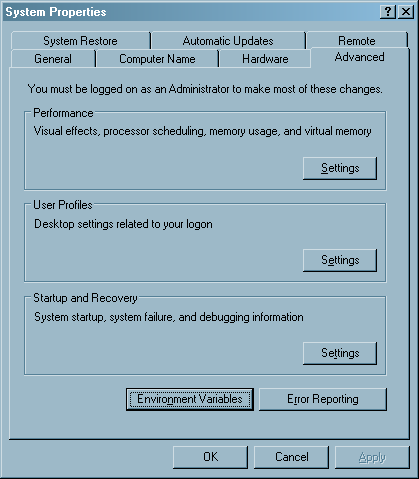 System Properties
System Restore Automatic Updates Remote
General Computer Name Hardware Advanced
You must be logged on as an Administrator to make most of these changes.
Performance
Visual effects, processor scheduling, memory usage, and virtual memory
Settings
User Profiles
Desktop settings related to your logon
Settings
Startup and Recovery
System startup, system failure, and debugging information
Settings
Environment Variables Error Reporting
OK Cancel Apply